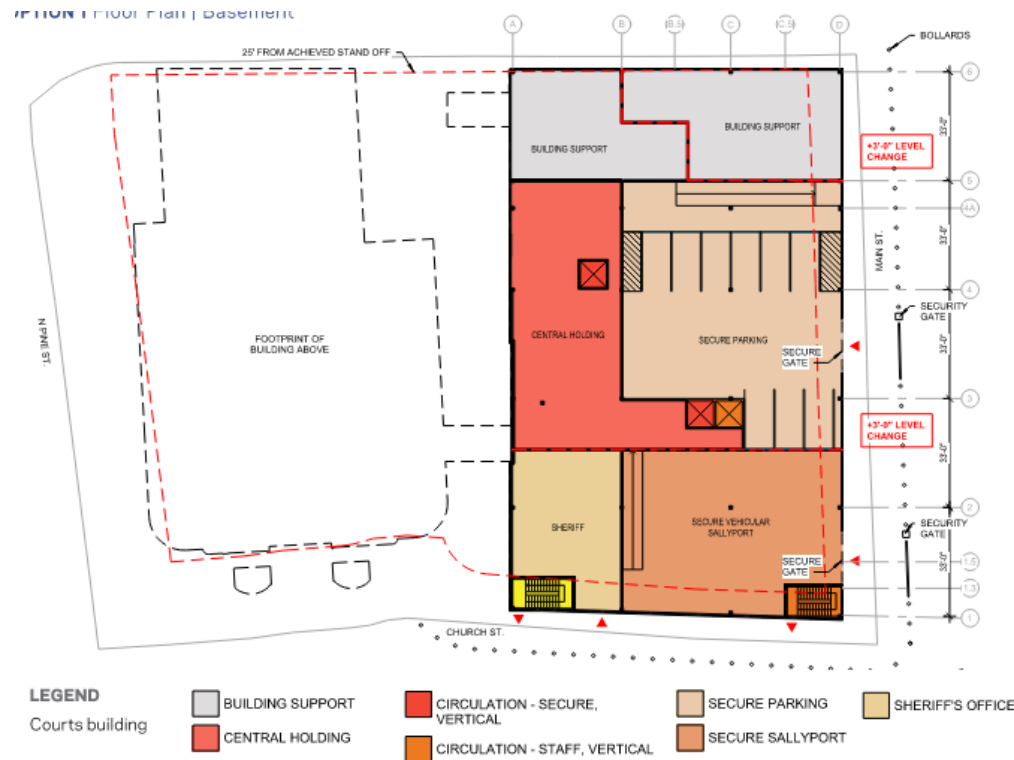 OPTION 1 Floor Plan | Basement
A
B
B.5
C
C.5
D
BOLLARDS
25' FROM ACHIEVED STAND OFF
6
33'-0"
BUILDING SUPPORT
BUILDING SUPPORT
+3'-0" LEVEL
CHANGE
5
4A
33'-0"
MAIN ST.
4
SECURITY
GATE
N PINE ST.
FOOTPRINT OF
BUILDING ABOVE
CENTRAL HOLDING
SECURE PARKING
SECURE
GATE
33'-0"
3
+3'-0" LEVEL
CHANGE
33'-0"
2
SHERIFF
SECURE VEHICULAR
SALLYPORT
SECURITY
GATE
SECURE
GATE
33'-0"
1.5
1.3
1
CHURCH ST.
LEGEND
Courts building
BUILDING SUPPORT
CENTRAL HOLDING
CIRCULATION - SECURE,
VERTICAL
CIRCULATION - STAFF, VERTICAL
SECURE PARKING
SECURE SALLYPORT
SHERIFF'S OFFICE